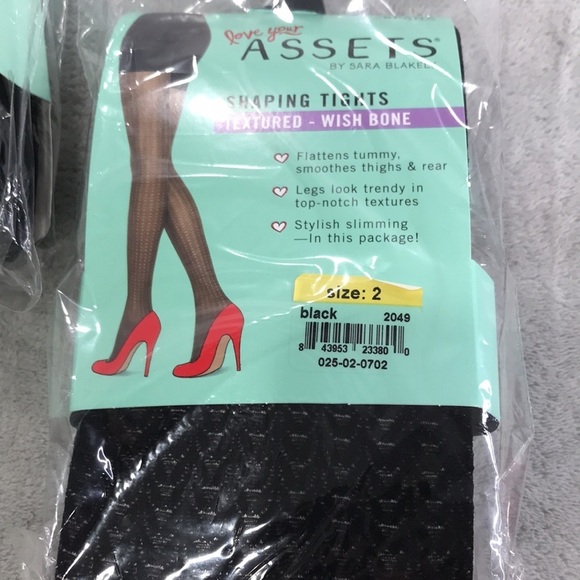 love your
ASSETS®
BY SARA BLAKELY
SHAPING TIGHTS
TEXTURED - WISH BONE
Flattens tummy,
smoothes thighs & rear
Legs look trendy in
top-notch textures
Stylish slimming
—In this package!
size: 2
black 2049
8 43953 23380 0
025-02-0702